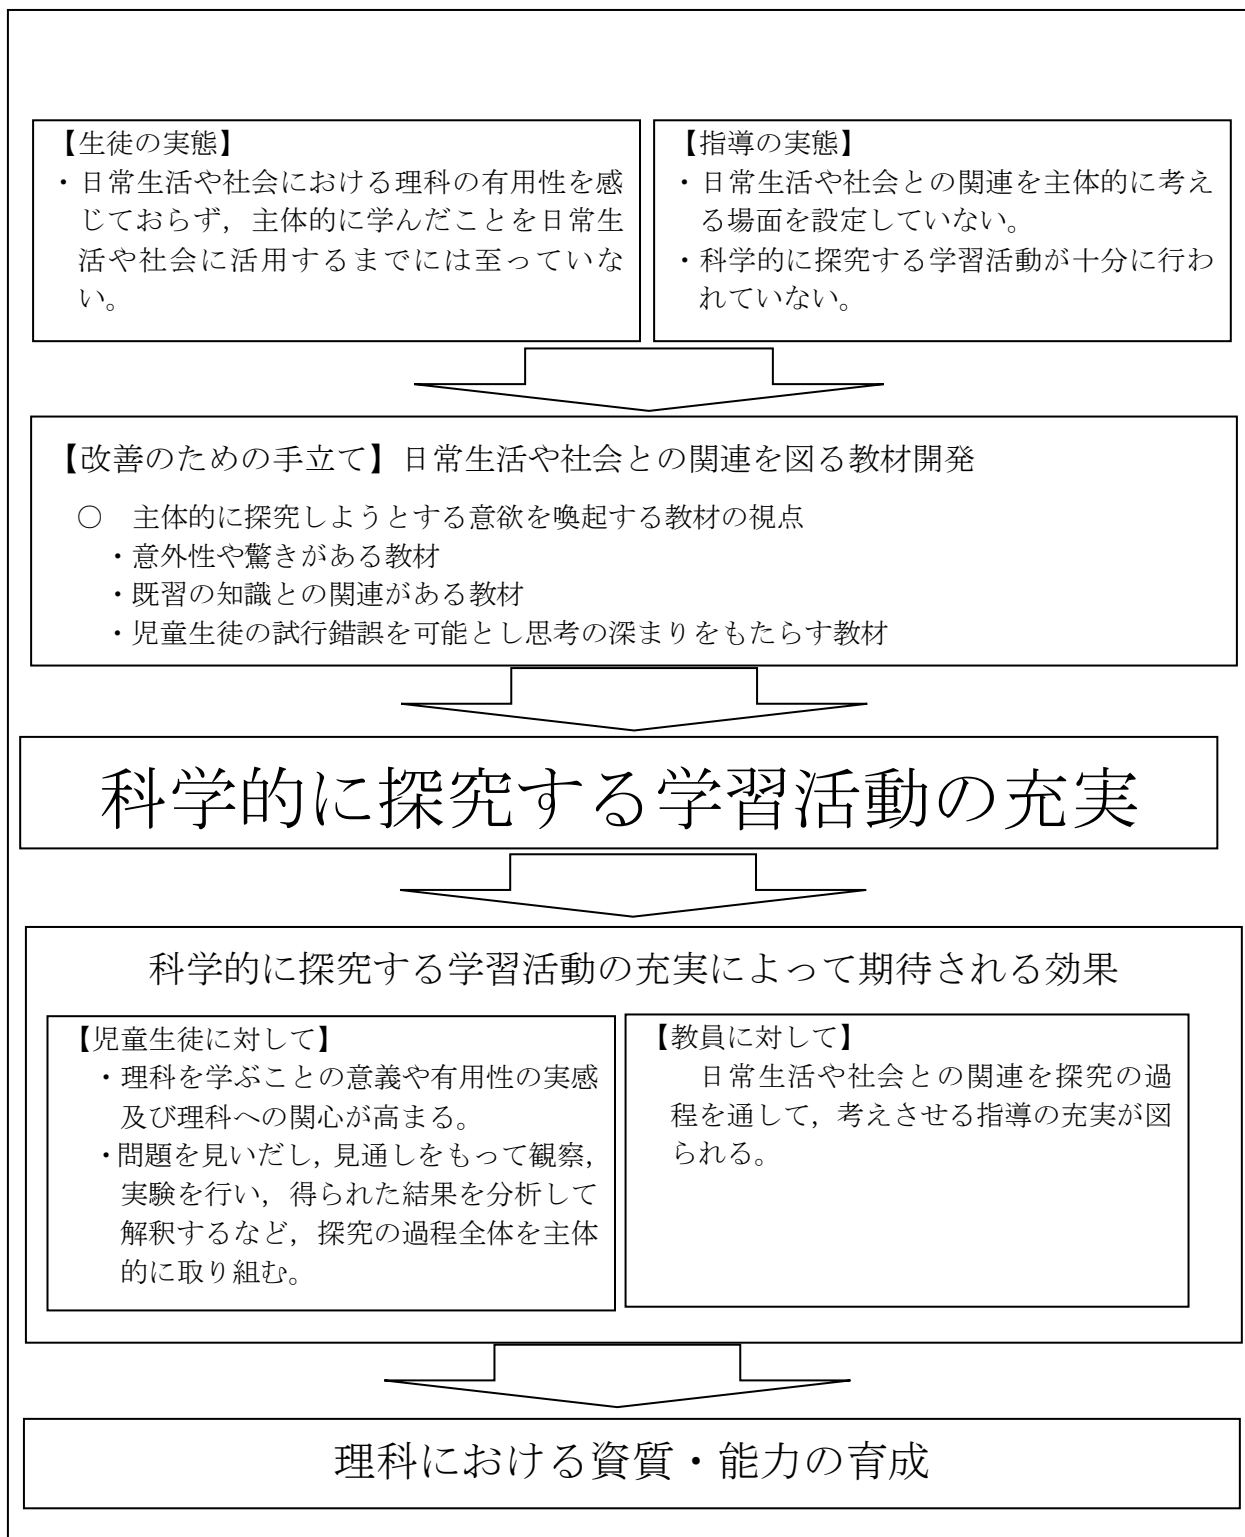 【生徒の実態】
・日常生活や社会における理科の有用性を感
じておらず，主体的に学んだことを日常生
活や社会に活用するまでには至っていな
い。
【指導の実態】
・日常生活や社会との関連を主体的に考え
る場面を設定していない。
・科学的に探究する学習活動が十分に行わ
れていない。
【改善のための手立て】日常生活や社会との関連を図る教材開発
○　主体的に探究しようとする意欲を喚起する教材の視点
・意外性や驚きがある教材
・既習の知識との関連がある教材
・児童生徒の試行錯誤を可能とし思考の深まりをもたらす教材
科学的に探究する学習活動の充実
科学的に探究する学習活動の充実によって期待される効果
【児童生徒に対して】
・理科を学ぶことの意義や有用性の実感
及び理科への関心が高まる。
・問題を見いだし，見通しをもって観察，
実験を行い，得られた結果を分析して
解釈するなど，探究の過程全体を主体
的に取り組む。
【教員に対して】
日常生活や社会との関連を探究の過
程を通して，考えさせる指導の充実が図
られる。
理科における資質・能力の育成